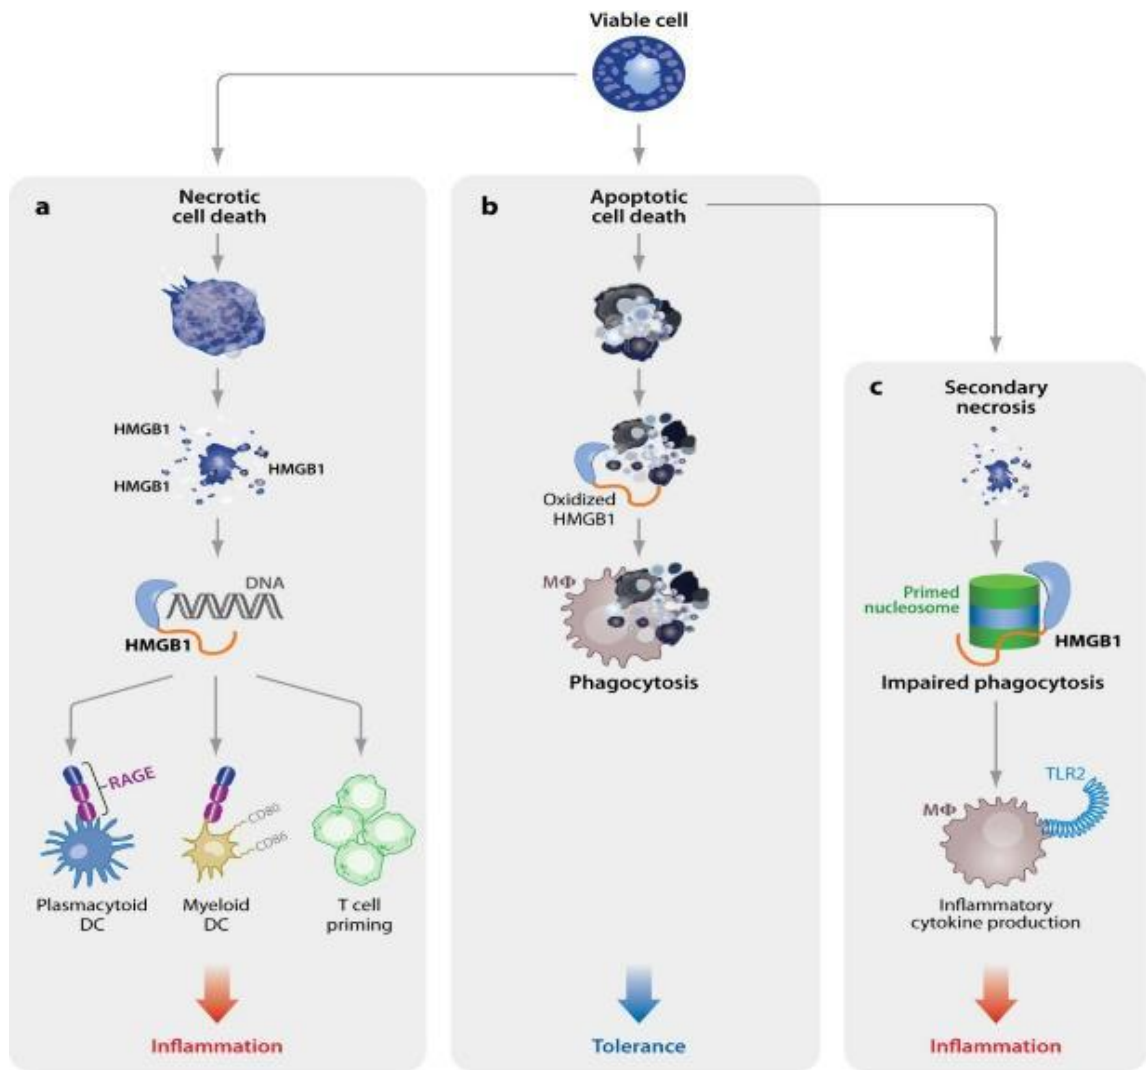 Viable cell
a
Necrotic
cell death
HMGB1
HMGB1
HMGB1
DNA
HMGB1
RAGE
CD80
CD86
Plasmacytoid
DC
Myeloid
DC
T cell
priming
Inflammation
b
Apoptotic
cell death
Oxidized
HMGB1
MΦ
Phagocytosis
Tolerance
c
Secondary
necrosis
Primed
nucleosome
HMGB1
Impaired phagocytosis
TLR2
MΦ
Inflammatory
cytokine production
Inflammation